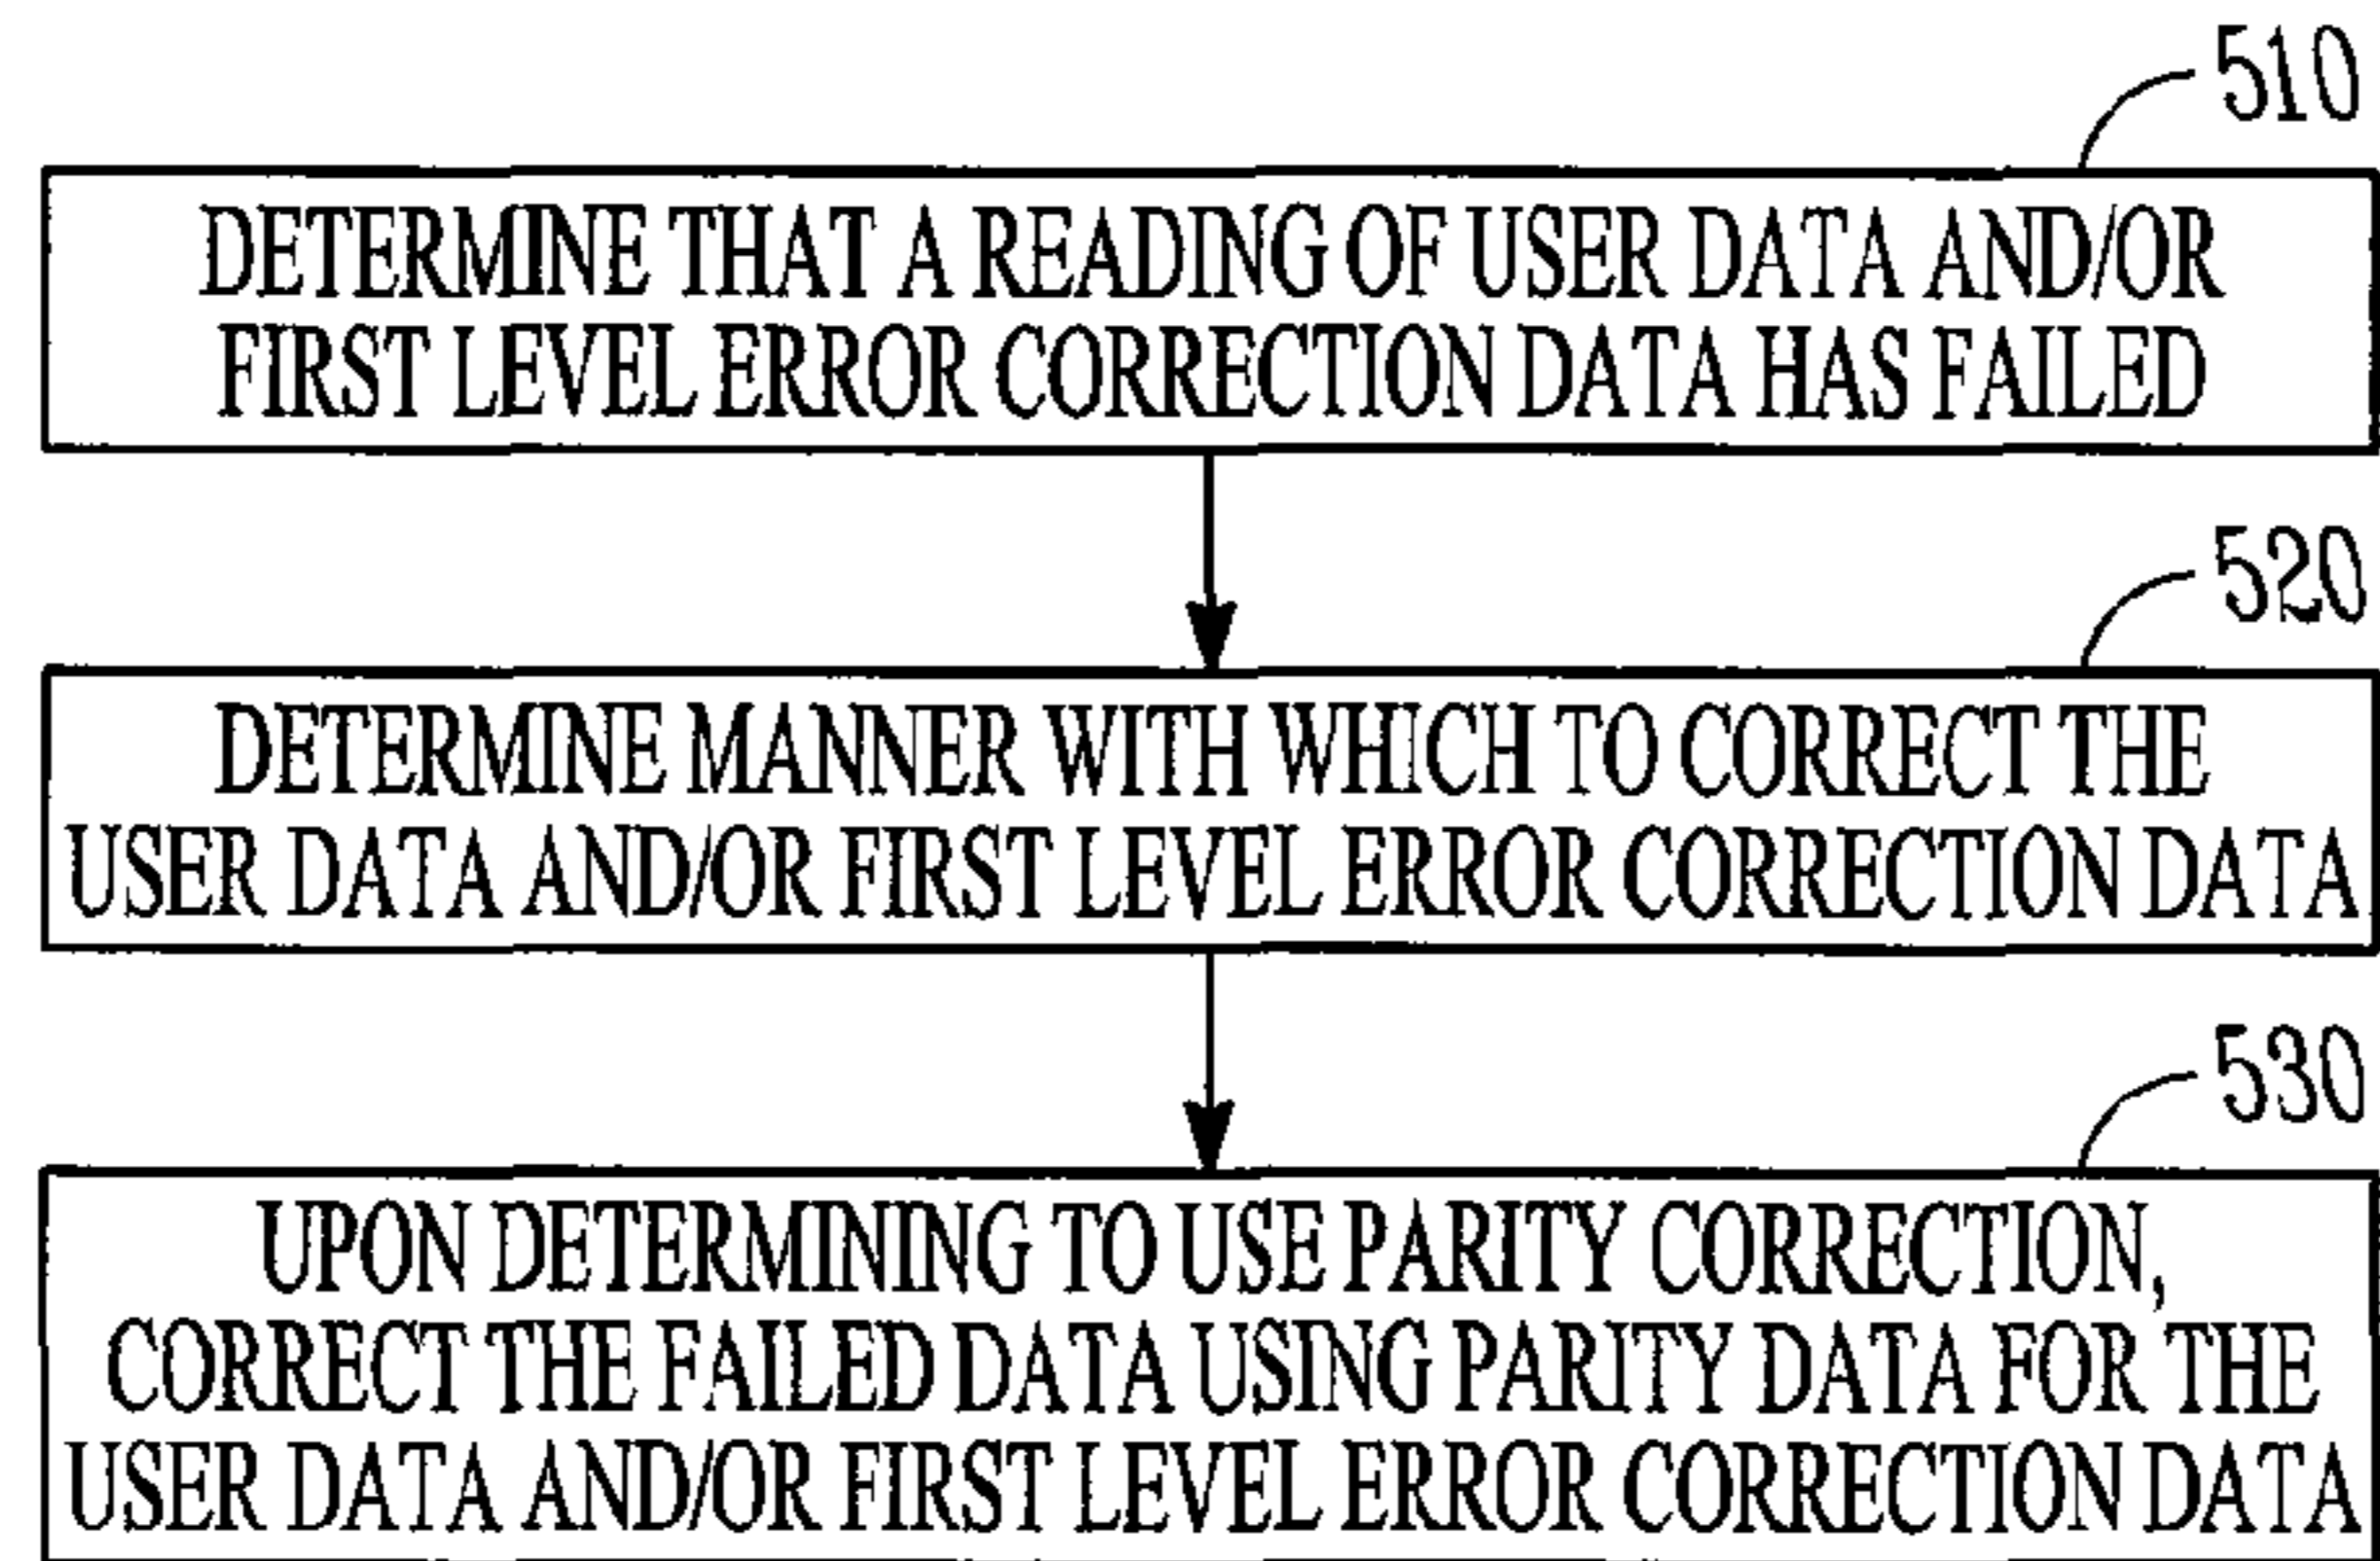 510
DETERMINE THAT A READING OF USER DATA AND/OR
FIRST LEVEL ERROR CORRECTION DATA HAS FAILED
520
DETERMINE MANNER WITH WHICH TO CORRECT THE
USER DATA AND/OR FIRST LEVEL ERROR CORRECTION DATA
530
UPON DETERMINING TO USE PARITY CORRECTION,
CORRECT THE FAILED DATA USING PARITY DATA FOR THE
USER DATA AND/OR FIRST LEVEL ERROR CORRECTION DATA